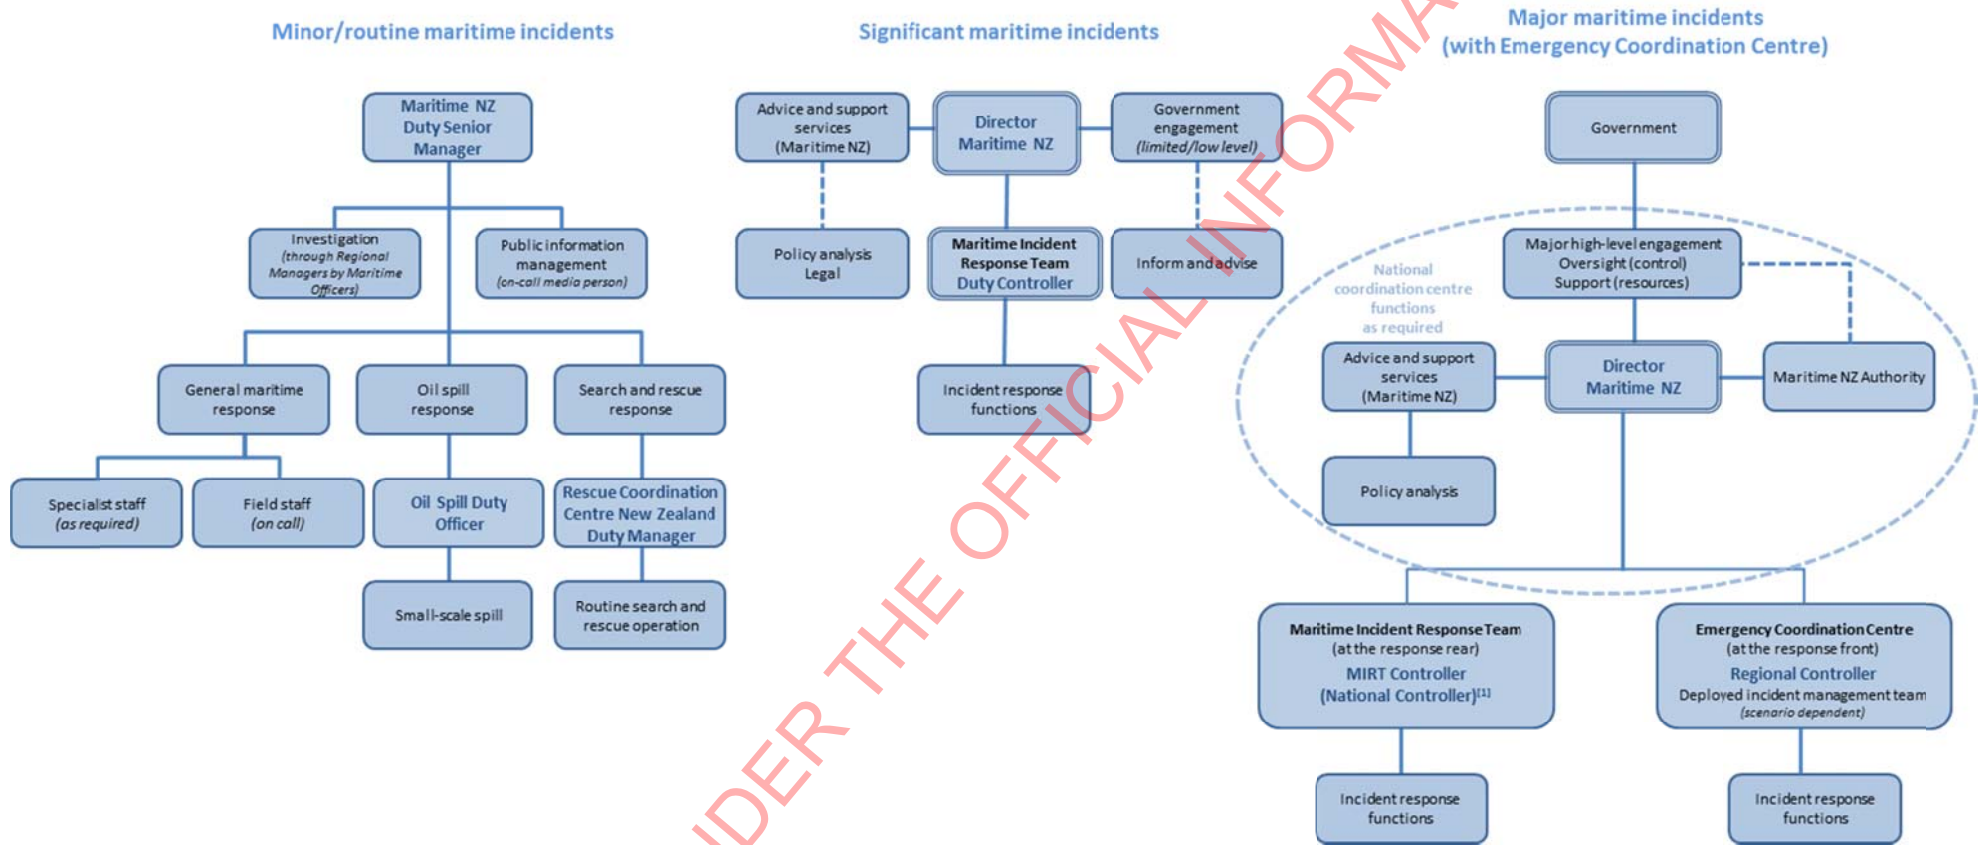 Minor/routine maritime incidents
Maritime NZ
Duty Senior
Manager
Investigation
(through Regional
Managers by Maritime
Officers)
Public information
management
(on-call media person)
General maritime
response
Oil spill
response
Search and rescue
response
Specialist staff
(as required)
Field staff
(on call)
Oil Spill Duty
Officer
Rescue Coordination
Centre New Zealand
Duty Manager
Small-scale spill
Routine search and
rescue operation
Significant maritime incidents
Advice and support
services
(Maritime NZ)
Director
Maritime NZ
Government
engagement
(limited/low level)
Policy analysis
Legal
Maritime Incident
Response Team
Duty Controller
Inform and advise
Incident response
functions
Major maritime incidents
(with Emergency Coordination Centre)
Government
Major high-level engagement
Oversight (control)
Support (resources)
National
coordination centre
functions
as required
Advice and support
services
(Maritime NZ)
Director
Maritime NZ
Maritime NZ Authority
Policy analysis
Maritime Incident Response Team
(at the response rear)
MIRT Controller
(National Controller)[1]
Emergency Coordination Centre
(at the response front)
Regional Controller
Deployed incident management team
(scenario dependent)
Incident response
functions
Incident response
functions
THE OFFICIAL